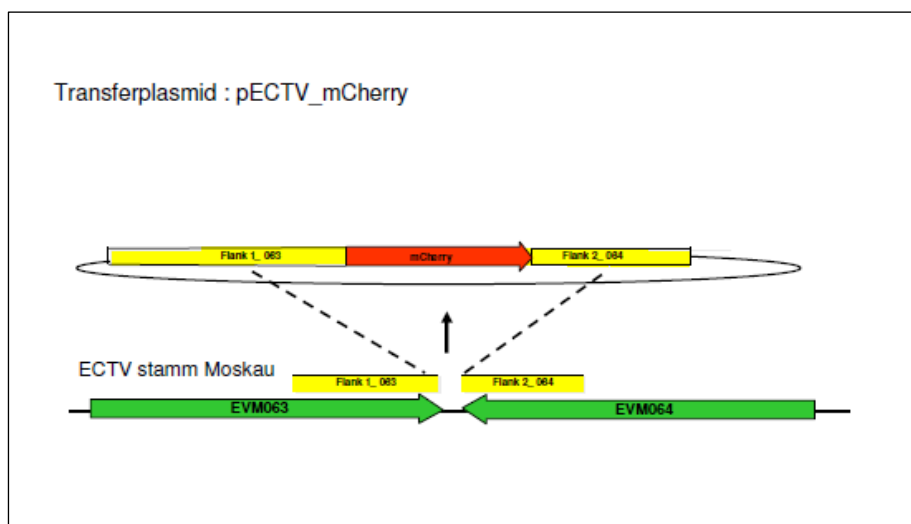 Transferplasmid : pECTV_mCherry
Flank 1_ 063 mCherry Flank 2_ 064
ECTV stamm Moskau
Flank 1_ 063 Flank 2_ 064
EVM063 EVM064